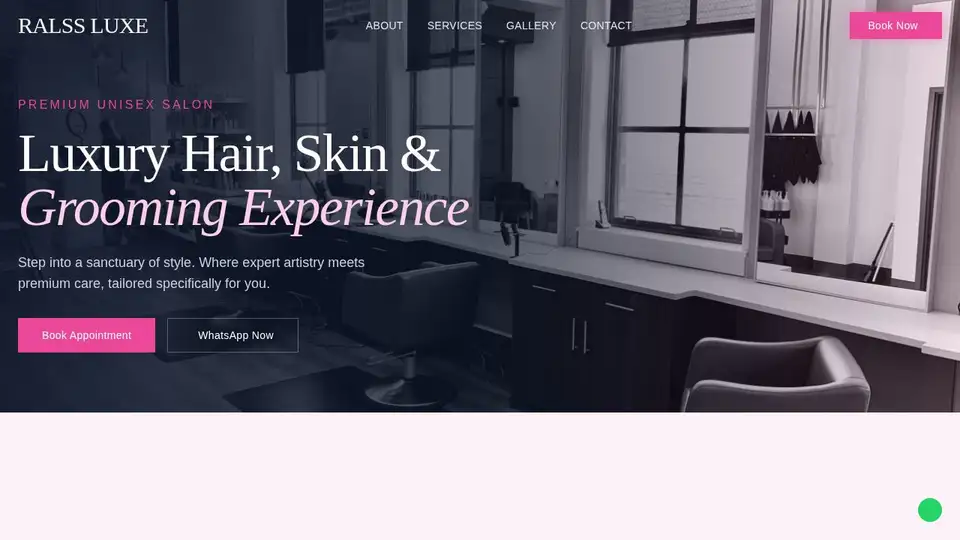 RALSS LUXE
ABOUT
SERVICES
GALLERY
CONTACT
Book Now
PREMIUM UNISEX SALON
Luxury Hair, Skin &
Grooming Experience
Step into a sanctuary of style. Where expert artistry meets
premium care, tailored specifically for you.
Book Appointment
WhatsApp Now